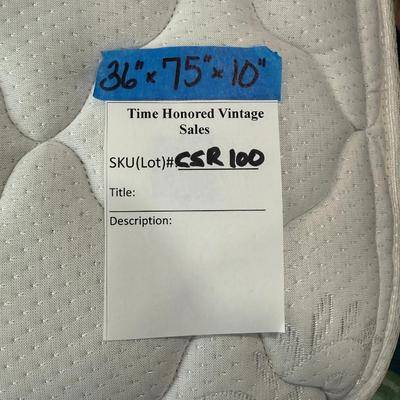 36" x 75" x 10"
Time Honored Vintage
Sales
SKU(Lot)# CSR 100
Title:
Description: